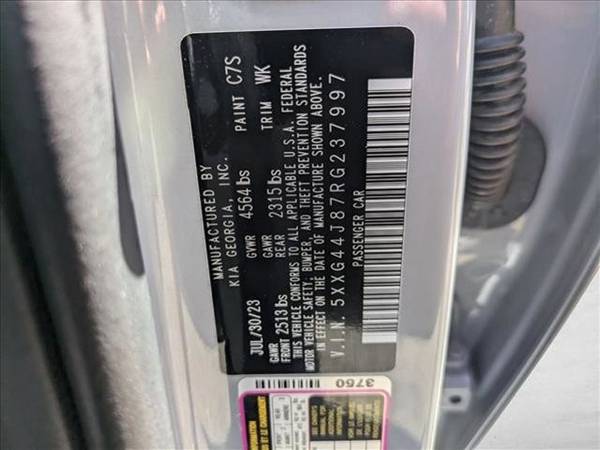 MANUFACTURED BY
KIA GEORGIA, INC.
PAINT C7S
JUL/30/23
GVWR 4564 lbs
TRIM WK
GAWR FRONT 2513 lbs
GAWR REAR 2315 lbs
THIS VEHICLE CONFORMS TO ALL APPLICABLE U.S.A. FEDERAL
MOTOR VEHICLE SAFETY, BUMPER, AND THEFT PREVENTION STANDARDS
IN EFFECT ON THE DATE OF MANUFACTURE SHOWN ABOVE.
V.I.N. 5XXG44J87RG237997
PASSENGER CAR
3750